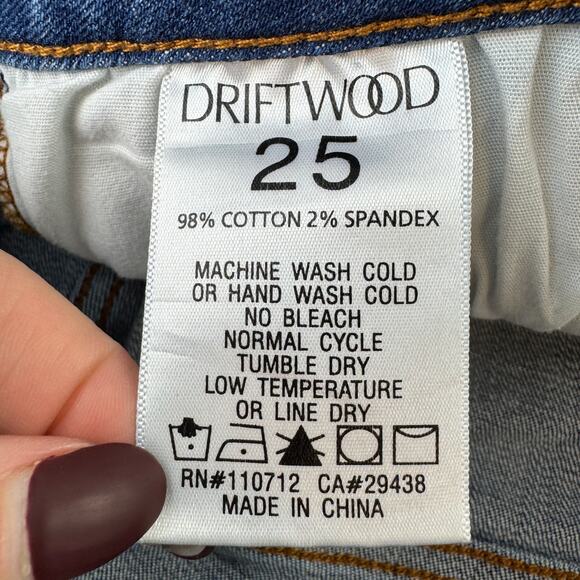 DRIFTWOOD
25
98% COTTON 2% SPANDEX
MACHINE WASH COLD
OR HAND WASH COLD
NO BLEACH
NORMAL CYCLE
TUMBLE DRY
LOW TEMPERATURE
OR LINE DRY
RN#110712 CA#29438
MADE IN CHINA